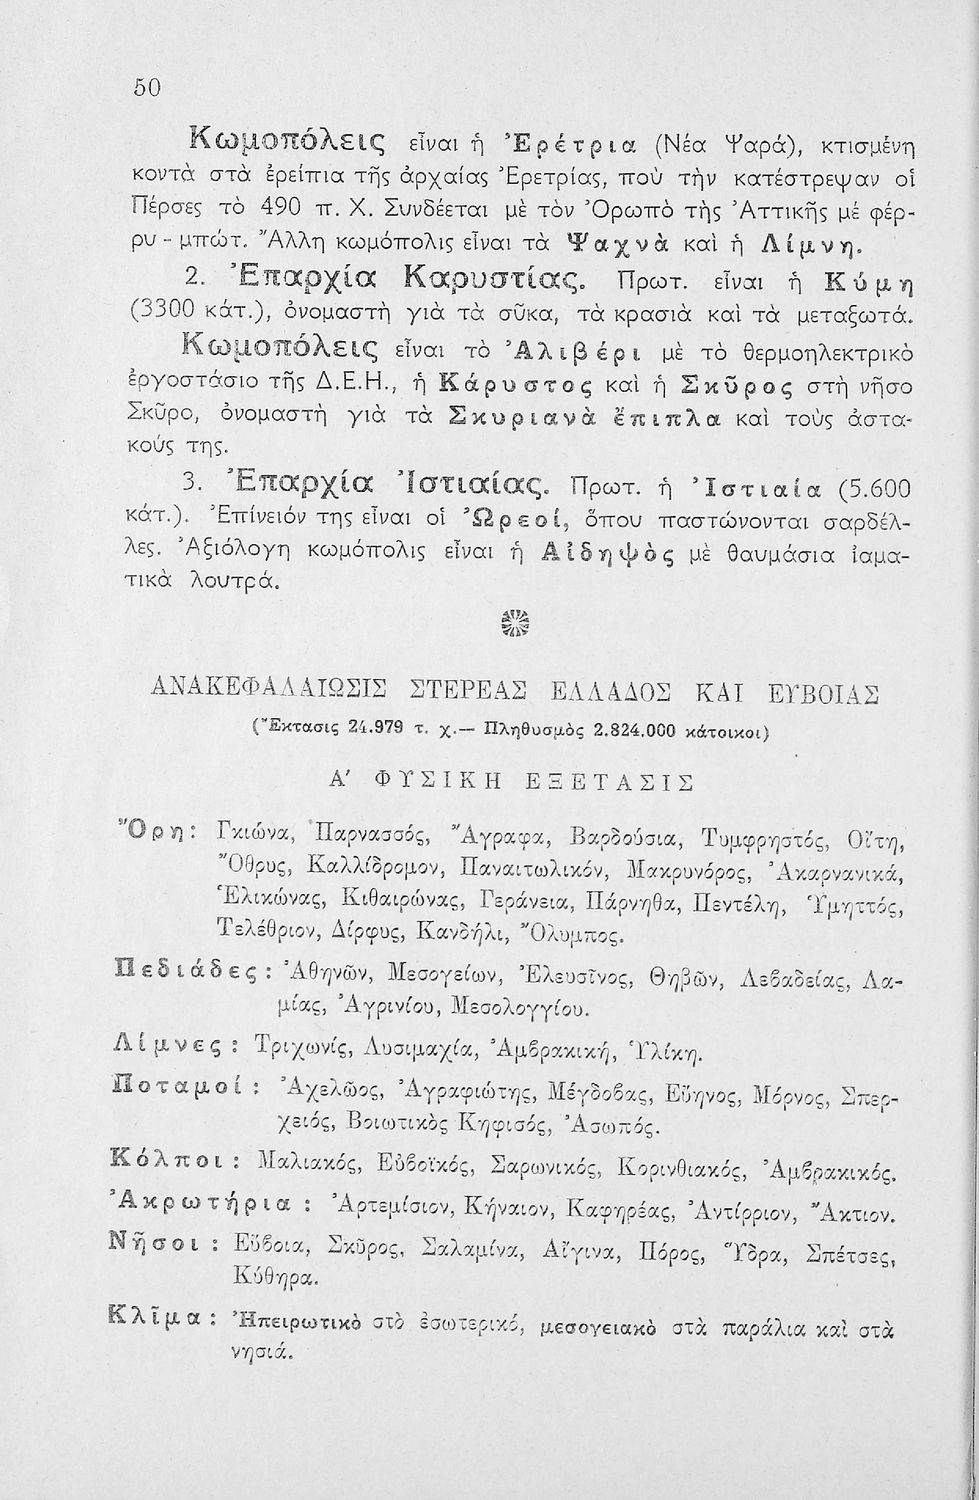 50
Κωμοπόλεις εἶναι ἡ Ἐρέτρια (Νέα Ψαρά), κτισμένη
κοντὰ στὰ ἐρείπια τῆς ἀρχαίας Ἐρετρίας, ποὺ τὴν κατέστρεψαν οἱ
Πέρσες τὸ 490 π. Χ. Συνδέεται μὲ τὸν Ὀρωπὸ τὴς Ἀττικῆς μέ φέρ-
ρυ - μπώτ. Ἄλλη κωμόπολις εἶναι τὰ Ψαχνὰ καὶ ἡ Λίμνη.
2. Ἐπαρχία Καρυστίας. Πρωτ. εἶναι ἡ Κύμη
(3300 κάτ.), ὀνομαστὴ γιὰ τὰ σῦκα, τὰ κρασιὰ καὶ τὰ μεταξωτά.
Κωμοπόλεις εἶναι τὸ Ἀλιβέρι μὲ τὸ θερμοηλεκτρικὸ
ἐργοστάσιο τῆς Δ.Ε.Η., ἡ Κάρυστος καὶ ἡ Σκῦρος στὴ νῆσο
Σκῦρο, ὀνομαστὴ γιὰ τὰ Σκυριανὰ ἔπιπλα καὶ τοὺς ἀστα-
κούς της.
3. Ἐπαρχία Ἰστιαίας. Πρωτ. ἡ Ἰστιαία (5.600
κάτ.). Ἐπίνειόν της εἶναι οἱ Ὠρεοί, ὅπου παστώνονται σαρδέλ-
λες. Ἀξιόλογη κωμόπολις εἶναι ἡ Αἰδηψὸς μὲ θαυμάσια ἰαμα-
τικὰ λουτρά.
ΑΝΑΚΕΦΑΛΑΙΩΣΙΣ ΣΤΕΡΕΑΣ ΕΛΛΑΔΟΣ ΚΑΙ ΕΥΒΟΙΑΣ
(Ἔκτασις 24.979 τ. χ.— Πληθυσμὸς 2.824.000 κάτοικοι)
Α' ΦΥΣΙΚΗ ΕΞΕΤΑΣΙΣ
Ὄρη: Γκιώνα, Παρνασσός, Ἄγραφα, Βαρδούσια, Τυμφρηστός, Οἴτη,
Ὄθρυς, Καλλίδρομον, Παναιτωλικόν, Μακρυνόρος, Ἀκαρνανικά,
Ἑλικώνας, Κιθαιρώνας, Γεράνεια, Πάρνηθα, Πεντέλη, Ὑμηττός,
Τελέθριον, Δίρφυς, Κανδήλι, Ὄλυμπος.
Πεδιάδες: Ἀθηνῶν, Μεσογείων, Ἐλευσῖνος, Θηβῶν, Λεβαδείας, Λα-
μίας, Ἀγρινίου, Μεσολογγίου.
Λίμνες: Τριχωνίς, Λυσιμαχία, Ἀμβρακική, Ὑλίκη.
Ποταμοί: Ἀχελῶος, Ἀγραφιώτης, Μέγδοβας, Εὔηνος, Μόρνος, Σπερ-
χειός, Βοιωτικὸς Κηφισός, Ἀσωπός.
Κόλποι: Μαλιακός, Εὐβοϊκός, Σαρωνικός, Κορινθιακός, Ἀμβρακικός.
Ἀκρωτήρια: Ἀρτεμίσιον, Κήναιον, Καφηρέας, Ἀντίρριον, Ἄκτιον.
Νῆσοι: Εὔβοια, Σκῦρος, Σαλαμίνα, Αἴγινα, Πόρος, Ὕδρα, Σπέτσες,
Κύθηρα.
Κλῖμα: Ἠπειρωτικὸ στὸ ἐσωτερικό, μεσογειακὸ στὰ παράλια καὶ στὰ
νησιά.